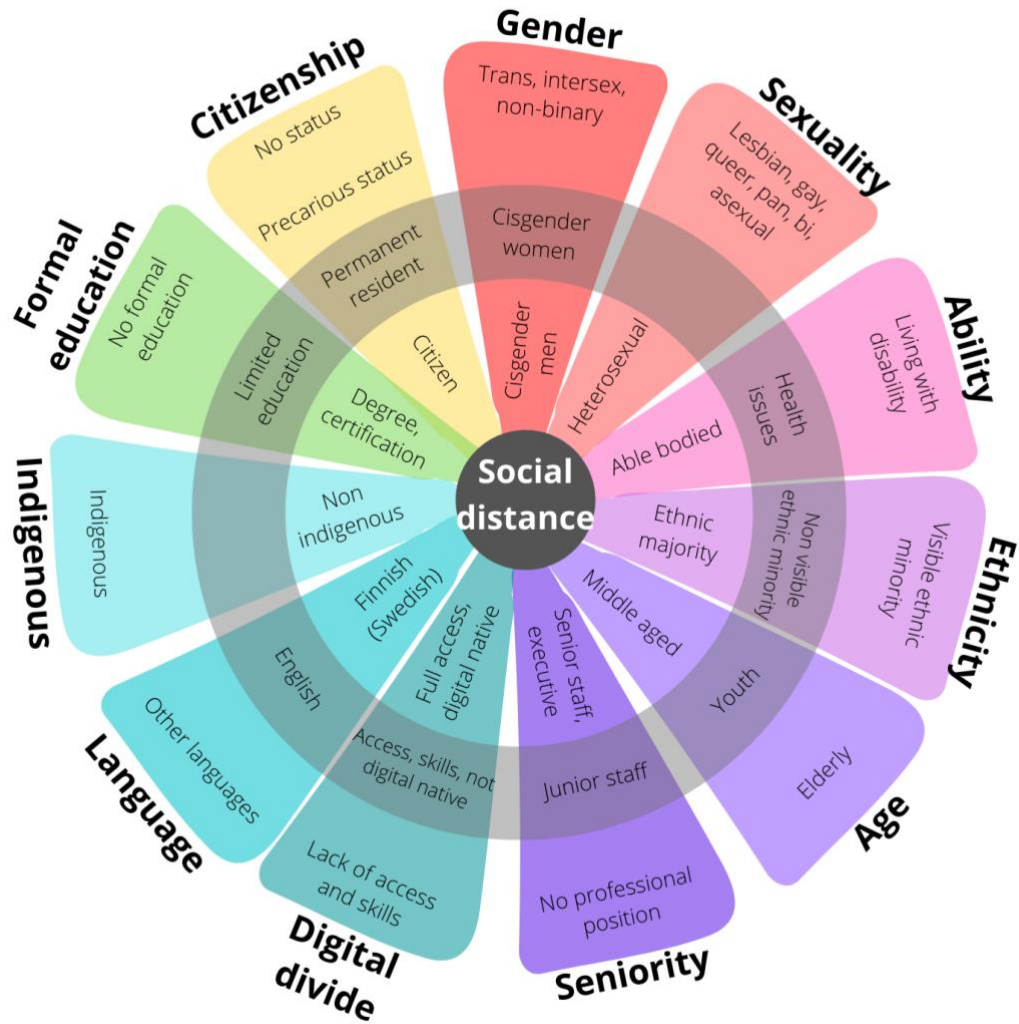 Gender
Trans, intersex,
non-binary
Cisgender
women
Cisgender
men
Sexuality
Lesbian, gay,
queer, pan, bi,
asexual
Heterosexual
Ability
Living with
disability
Health
issues
Able bodied
Ethnicity
Visible ethnic
minority
Non visible
ethnic minority
Ethnic
majority
Age
Elderly
Youth
Middle aged
Seniority
No professional
position
Junior staff
Senior staff,
executive
Digital
divide
Lack of access
and skills
Access, skills, not
digital native
Full access,
digital native
Language
Other languages
English
Finnish
(Swedish)
Indigenous
Indigenous
Non
indigenous
Formal
education
No formal
education
Limited
education
Degree,
certification
Citizenship
No status
Precarious status
Permanent
resident
Citizen
Social
distance